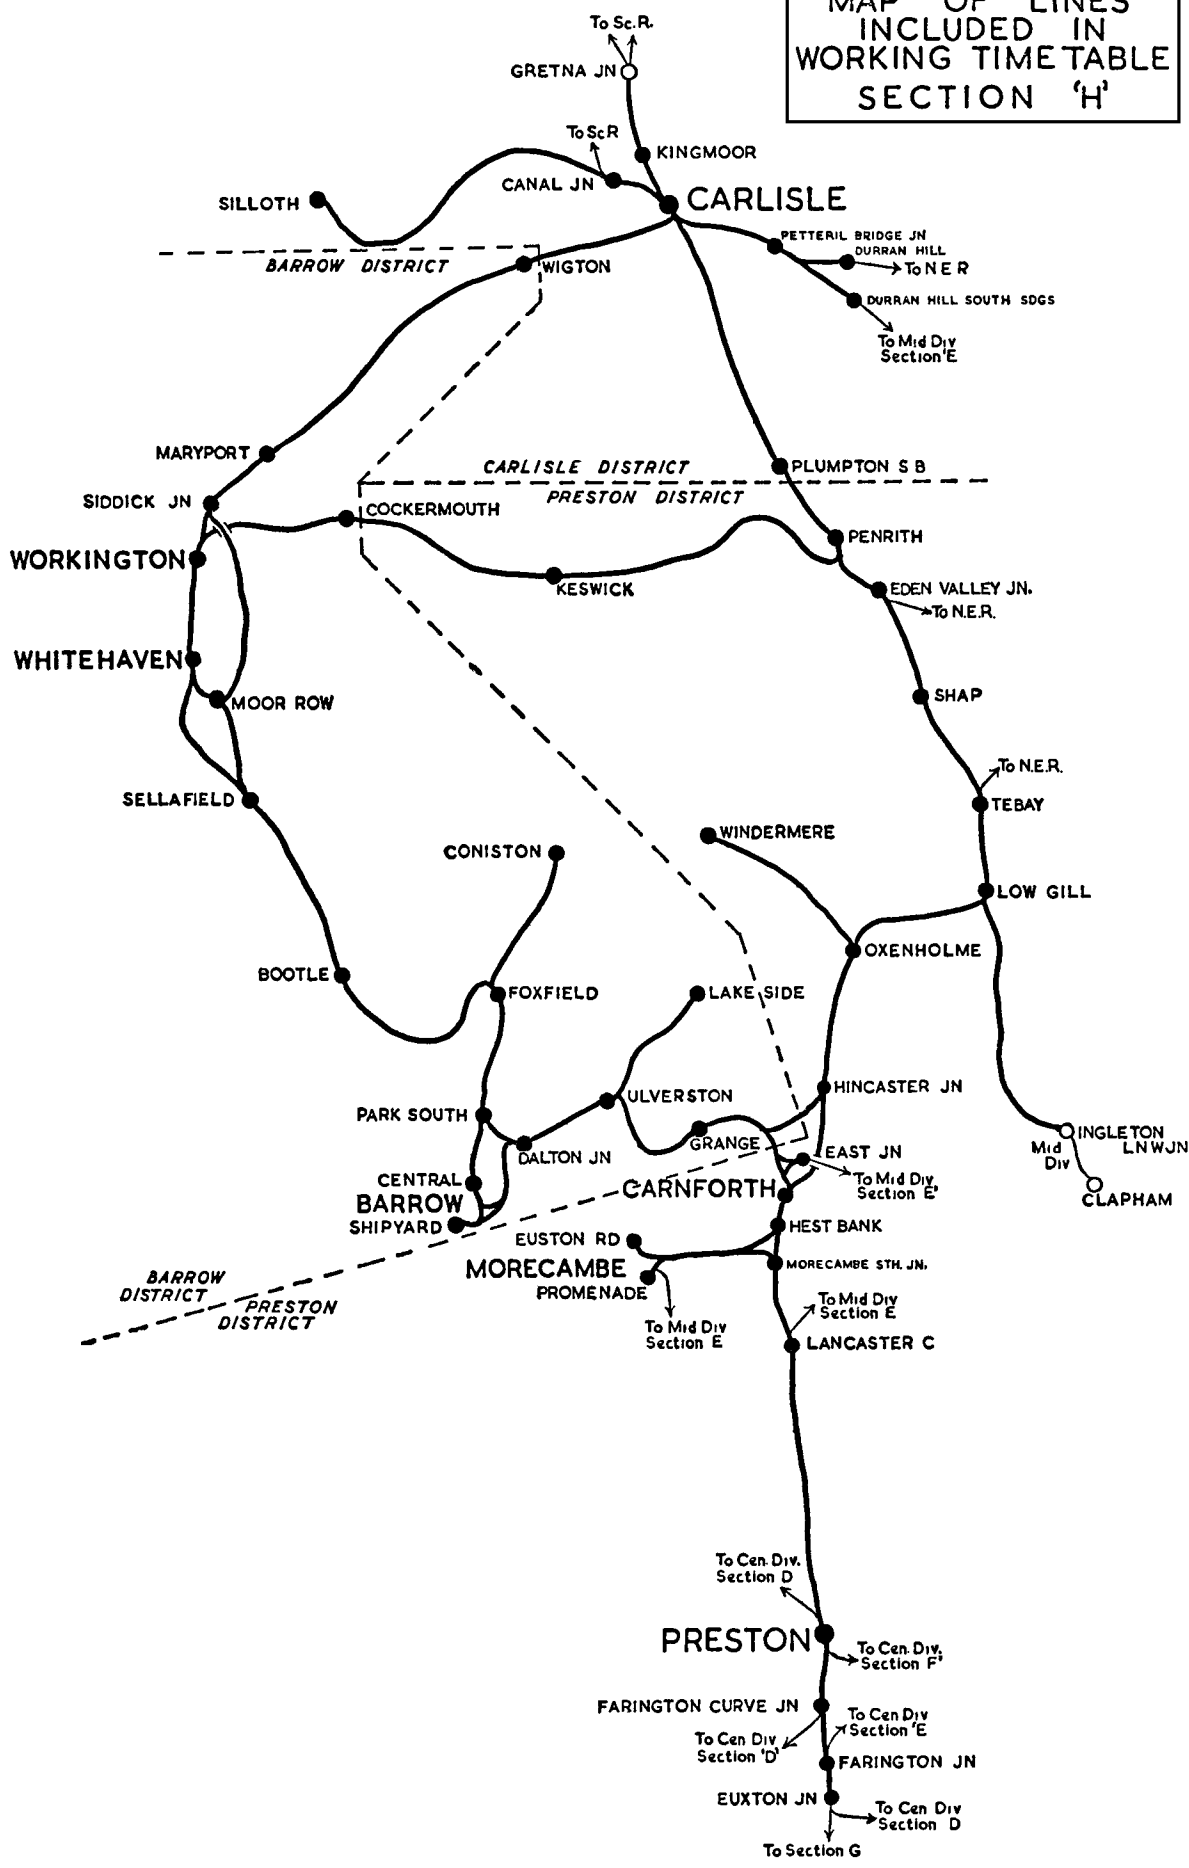 MAP OF LINES
INCLUDED IN
WORKING TIMETABLE
SECTION 'H'
To Sc. R.
GRETNA JN
To Sc R
KINGMOOR
CANAL JN
CARLISLE
SILLOTH
PETTERIL BRIDGE JN
DURRAN HILL
To N E R
BARROW DISTRICT
WIGTON
DURRAN HILL SOUTH SDGS
To Mid Div
Section 'E
MARYPORT
CARLISLE DISTRICT
PLUMPTON S B
PRESTON DISTRICT
SIDDICK JN
COCKERMOUTH
PENRITH
WORKINGTON
KESWICK
EDEN VALLEY JN.
To N.E.R.
WHITEHAVEN
MOOR ROW
SHAP
To N.E.R.
SELLAFIELD
TEBAY
WINDERMERE
CONISTON
LOW GILL
OXENHOLME
BOOTLE
FOXFIELD
LAKE SIDE
HINCASTER JN
ULVERSTON
PARK SOUTH
GRANGE
INGLETON
LNWJN
Mid
Div
DALTON JN
EAST JN
To Mid Div
Section E'
CENTRAL
BARROW
SHIPYARD
CARNFORTH
CLAPHAM
EUSTON RD
HEST BANK
MORECAMBE
PROMENADE
MORECAMBE STH. JN.
BARROW
DISTRICT
PRESTON
DISTRICT
To Mid Div
Section E
To Mid Div
Section E
LANCASTER C
To Cen. Div.
Section D
PRESTON
To Cen. Div.
Section F'
FARINGTON CURVE JN
To Cen Div
Section 'E
To Cen Div
Section 'D'
FARINGTON JN
EUXTON JN
To Cen Div
Section D
To Section G